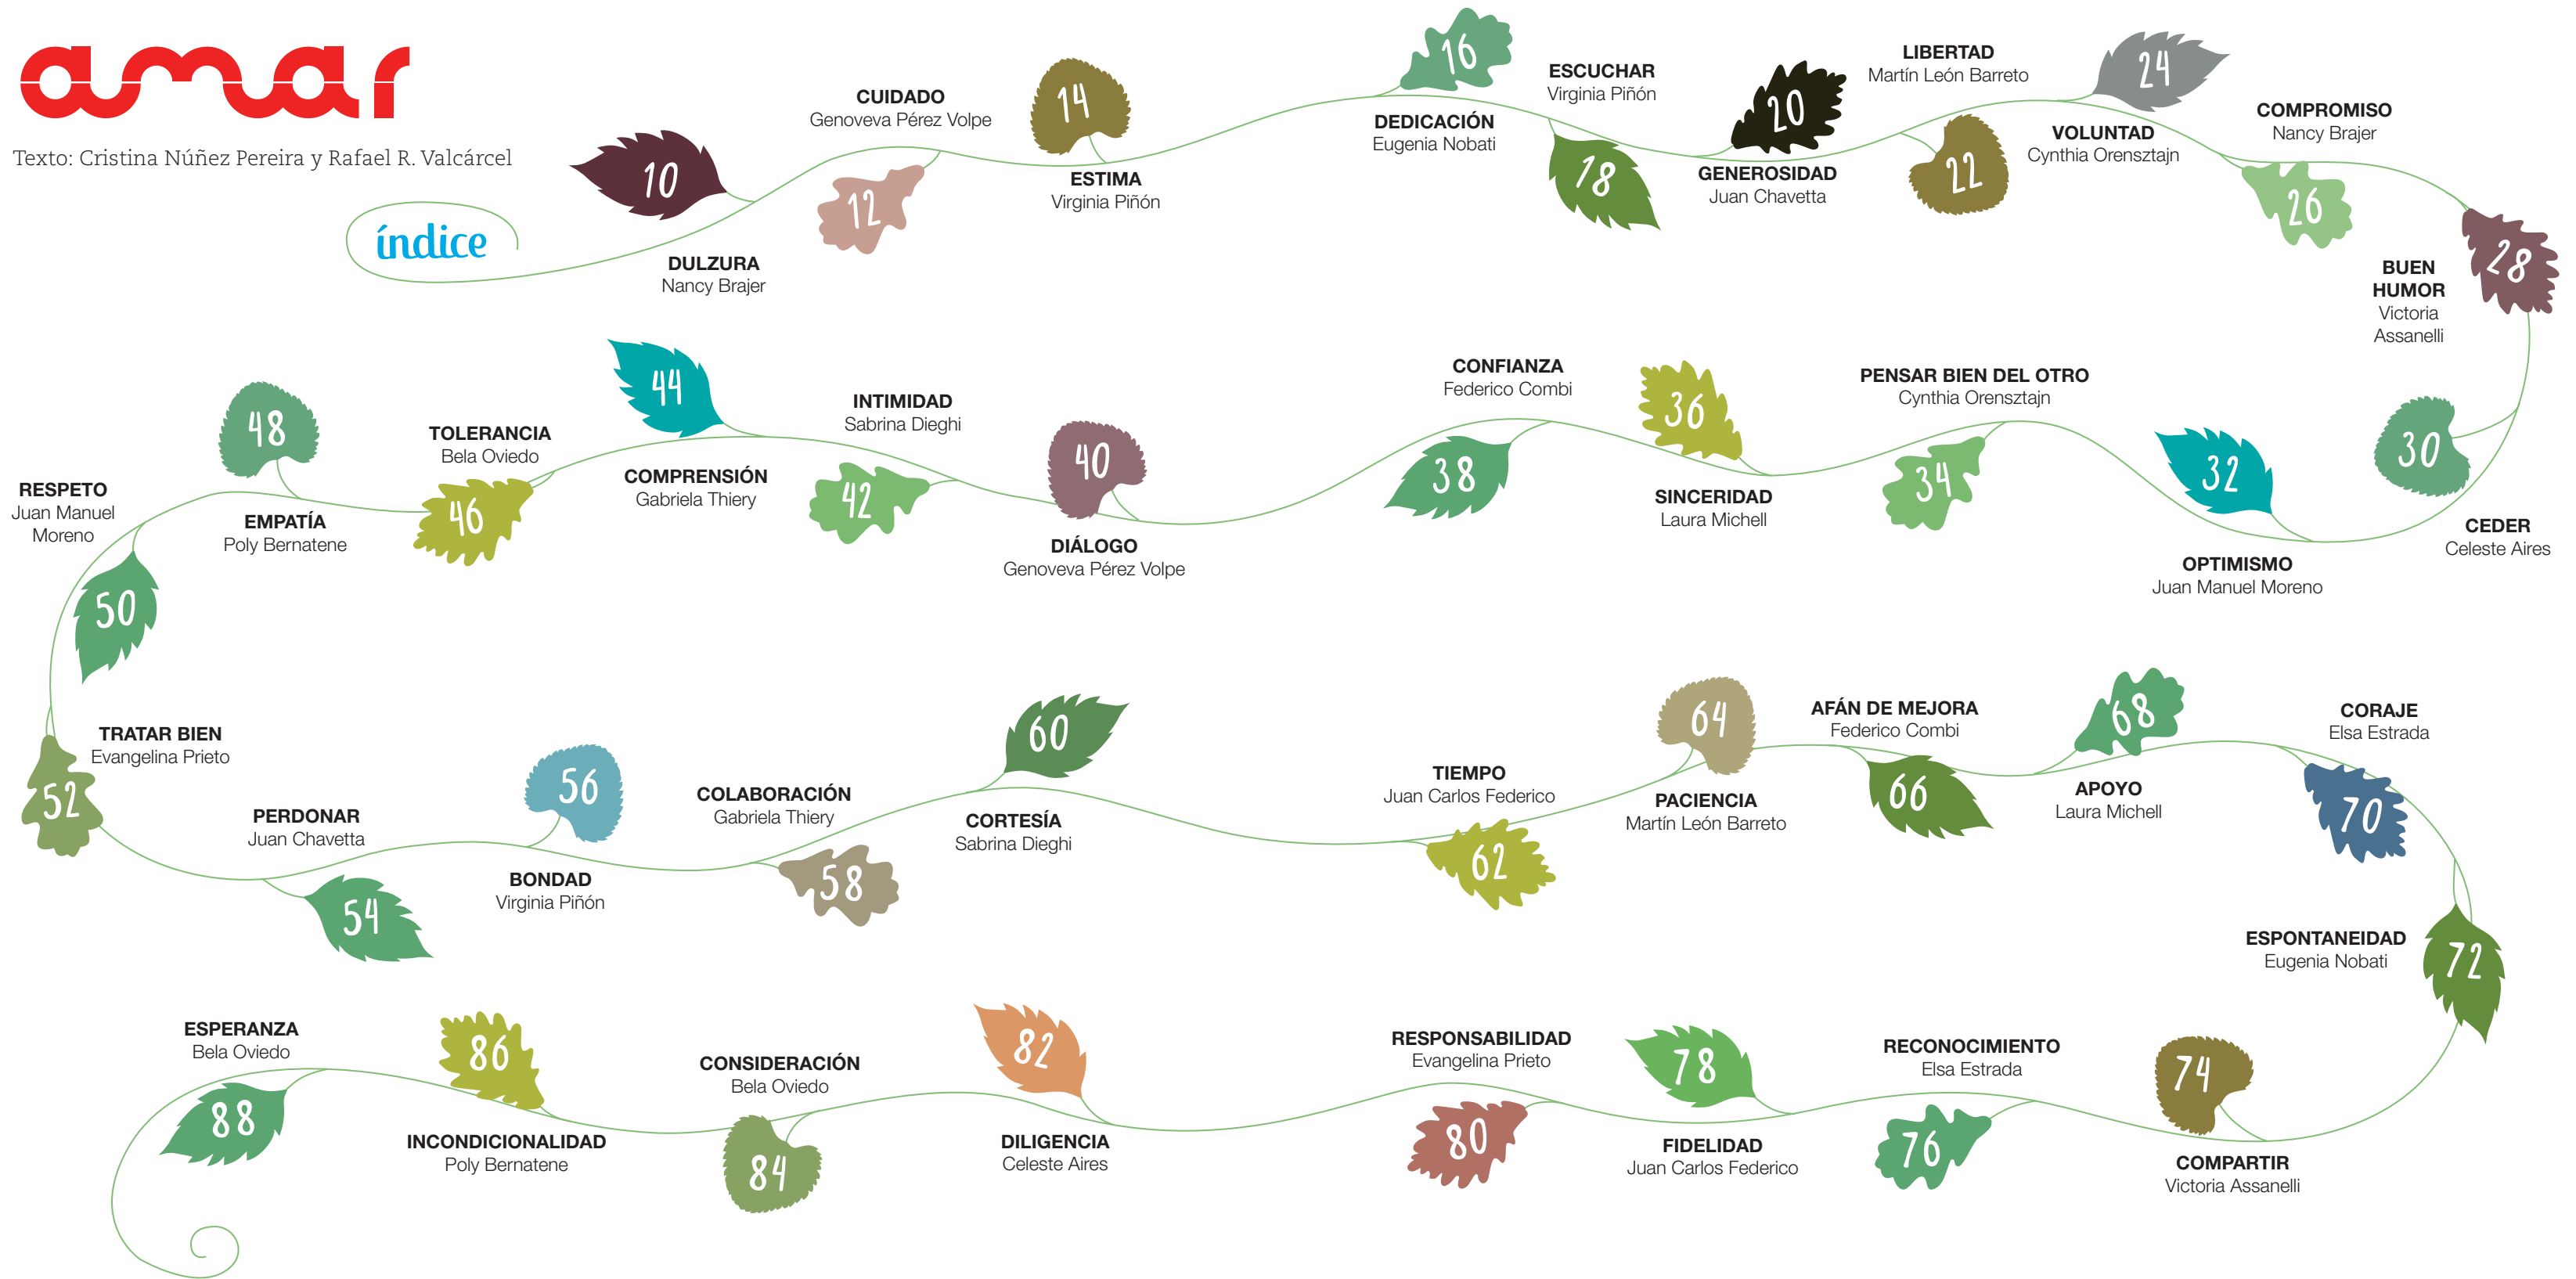 amar
Texto: Cristina Núñez Pereira y Rafael R. Valcárcel
índice
10
DULZURA
Nancy Brajer
CUIDADO
Genoveva Pérez Volpe
12
14
ESTIMA
Virginia Piñón
16
DEDICACIÓN
Eugenia Nobati
ESCUCHAR
Virginia Piñón
18
20
GENEROSIDAD
Juan Chavetta
LIBERTAD
Martín León Barreto
22
24
VOLUNTAD
Cynthia Orensztajn
COMPROMISO
Nancy Brajer
26
28
BUEN
HUMOR
Victoria
Assanelli
30
CEDER
Celeste Aires
32
OPTIMISMO
Juan Manuel Moreno
PENSAR BIEN DEL OTRO
Cynthia Orensztajn
34
36
SINCERIDAD
Laura Michell
CONFIANZA
Federico Combi
38
40
DIÁLOGO
Genoveva Pérez Volpe
INTIMIDAD
Sabrina Dieghi
42
44
COMPRENSIÓN
Gabriela Thiery
TOLERANCIA
Bela Oviedo
46
48
EMPATÍA
Poly Bernatene
RESPETO
Juan Manuel
Moreno
50
TRATAR BIEN
Evangelina Prieto
52
PERDONAR
Juan Chavetta
54
56
BONDAD
Virginia Piñón
COLABORACIÓN
Gabriela Thiery
58
60
CORTESÍA
Sabrina Dieghi
TIEMPO
Juan Carlos Federico
62
64
PACIENCIA
Martín León Barreto
AFÁN DE MEJORA
Federico Combi
66
68
APOYO
Laura Michell
CORAJE
Elsa Estrada
70
ESPONTANEIDAD
Eugenia Nobati
72
74
COMPARTIR
Victoria Assanelli
RECONOCIMIENTO
Elsa Estrada
76
78
FIDELIDAD
Juan Carlos Federico
RESPONSABILIDAD
Evangelina Prieto
80
82
DILIGENCIA
Celeste Aires
CONSIDERACIÓN
Bela Oviedo
84
86
INCONDICIONALIDAD
Poly Bernatene
ESPERANZA
Bela Oviedo
88